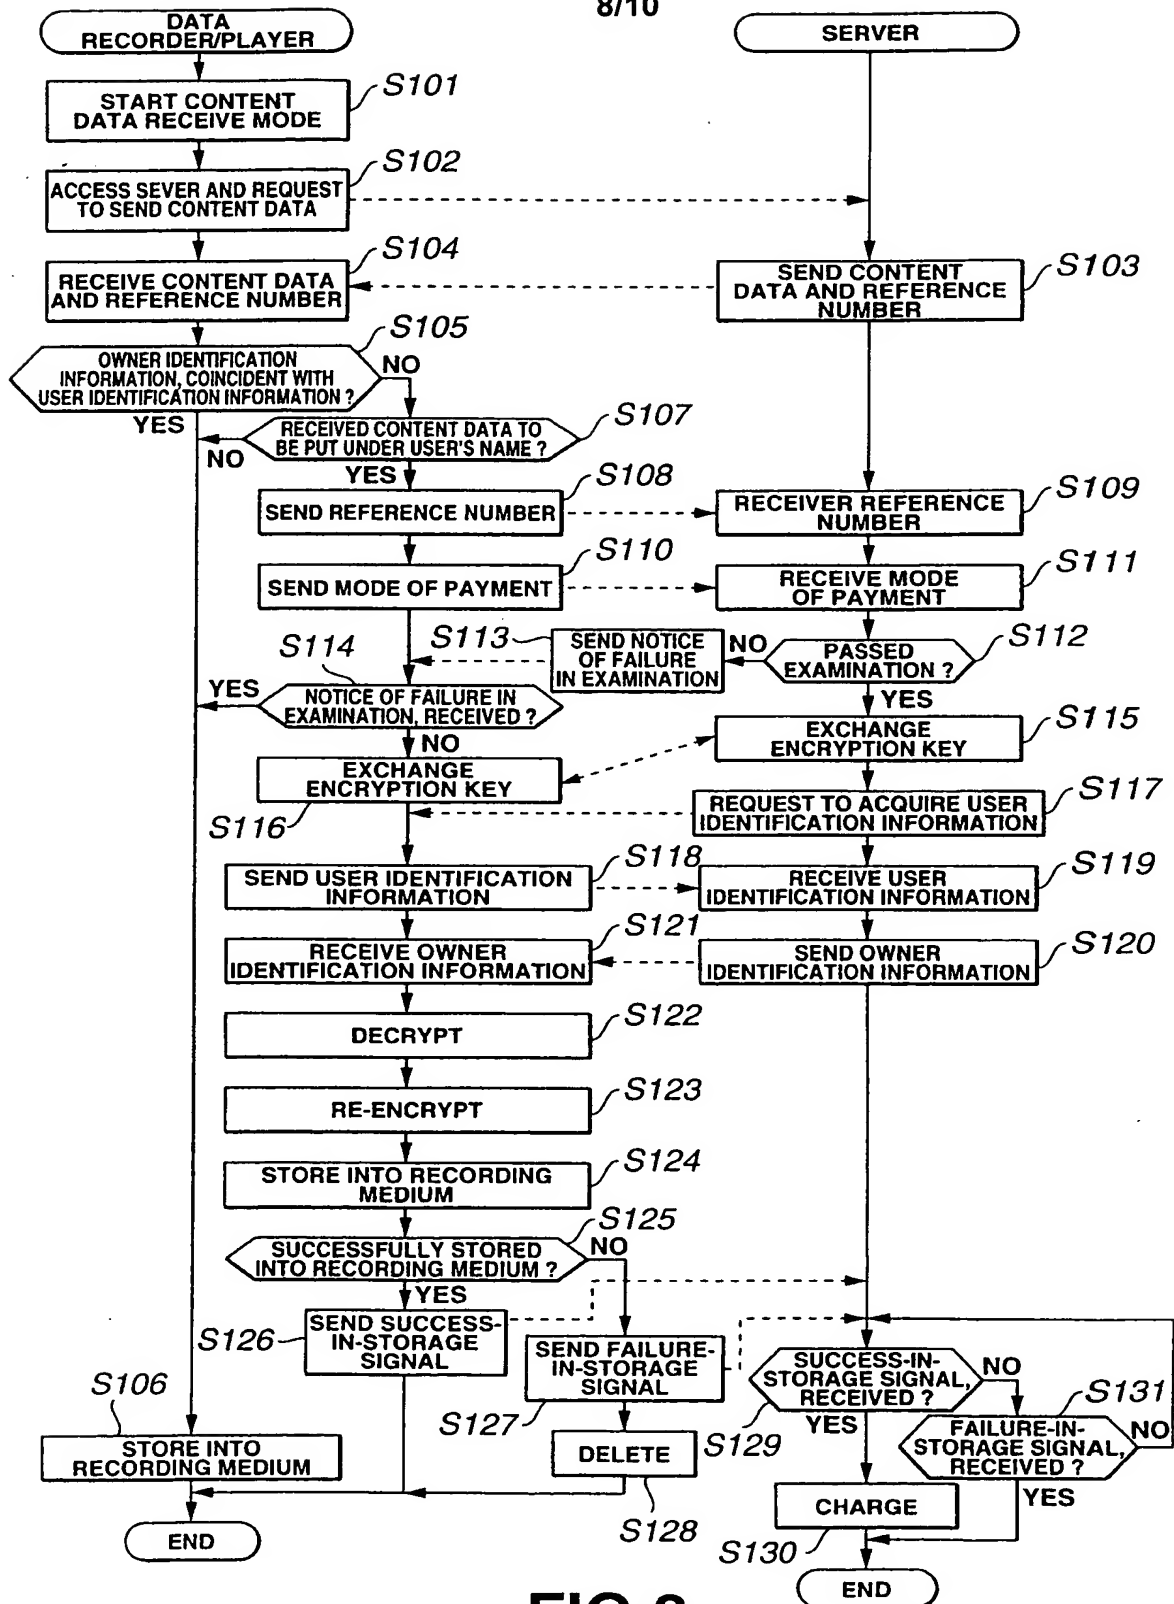 8/10
DATA
RECORDER/PLAYER
SERVER
START CONTENT
DATA RECEIVE MODE
S101
ACCESS SEVER AND REQUEST
TO SEND CONTENT DATA
S102
RECEIVE CONTENT DATA
AND REFERENCE NUMBER
S104
SEND CONTENT
DATA AND REFERENCE
NUMBER
S103
OWNER IDENTIFICATION
INFORMATION, COINCIDENT WITH
USER IDENTIFICATION INFORMATION ?
S105
NO
YES
RECEIVED CONTENT DATA TO
BE PUT UNDER USER'S NAME ?
S107
NO
YES
SEND REFERENCE NUMBER
S108
RECEIVER REFERENCE
NUMBER
S109
SEND MODE OF PAYMENT
S110
RECEIVE MODE
OF PAYMENT
S111
S113
SEND NOTICE
OF FAILURE
IN EXAMINATION
NO
PASSED
EXAMINATION ?
S112
YES
S114
YES
NOTICE OF FAILURE IN
EXAMINATION, RECEIVED ?
NO
EXCHANGE
ENCRYPTION KEY
S115
EXCHANGE
ENCRYPTION KEY
S116
REQUEST TO ACQUIRE USER
IDENTIFICATION INFORMATION
S117
SEND USER IDENTIFICATION
INFORMATION
S118
RECEIVE USER
IDENTIFICATION INFORMATION
S119
RECEIVE OWNER
IDENTIFICATION INFORMATION
S121
SEND OWNER
IDENTIFICATION INFORMATION
S120
DECRYPT
S122
RE-ENCRYPT
S123
STORE INTO RECORDING
MEDIUM
S124
SUCCESSFULLY STORED
INTO RECORDING MEDIUM ?
S125
NO
YES
S126
SEND SUCCESS-
IN-STORAGE
SIGNAL
SEND FAILURE-
IN-STORAGE
SIGNAL
S127
SUCCESS-IN-
STORAGE SIGNAL,
RECEIVED ?
NO
S129
YES
S131
FAILURE-IN-
STORAGE SIGNAL,
RECEIVED ?
NO
YES
S106
STORE INTO
RECORDING MEDIUM
DELETE
S128
CHARGE
S130
END
END